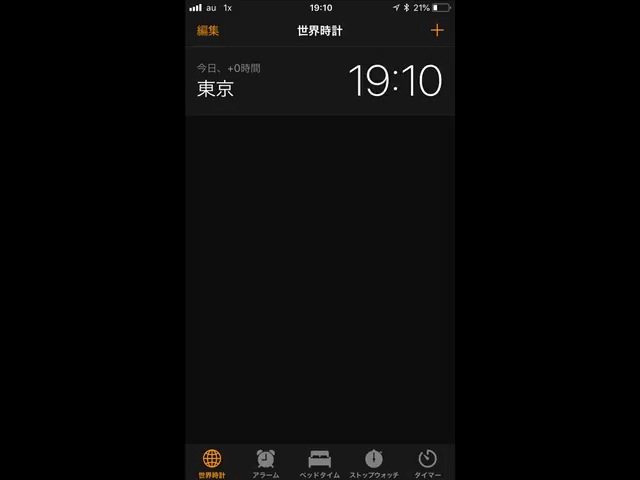 au 1x 19:10 21%
編集 世界時計 +
今日、+0時間
東京 19:10
世界時計 アラーム ベッドタイム ストップウォッチ タイマー